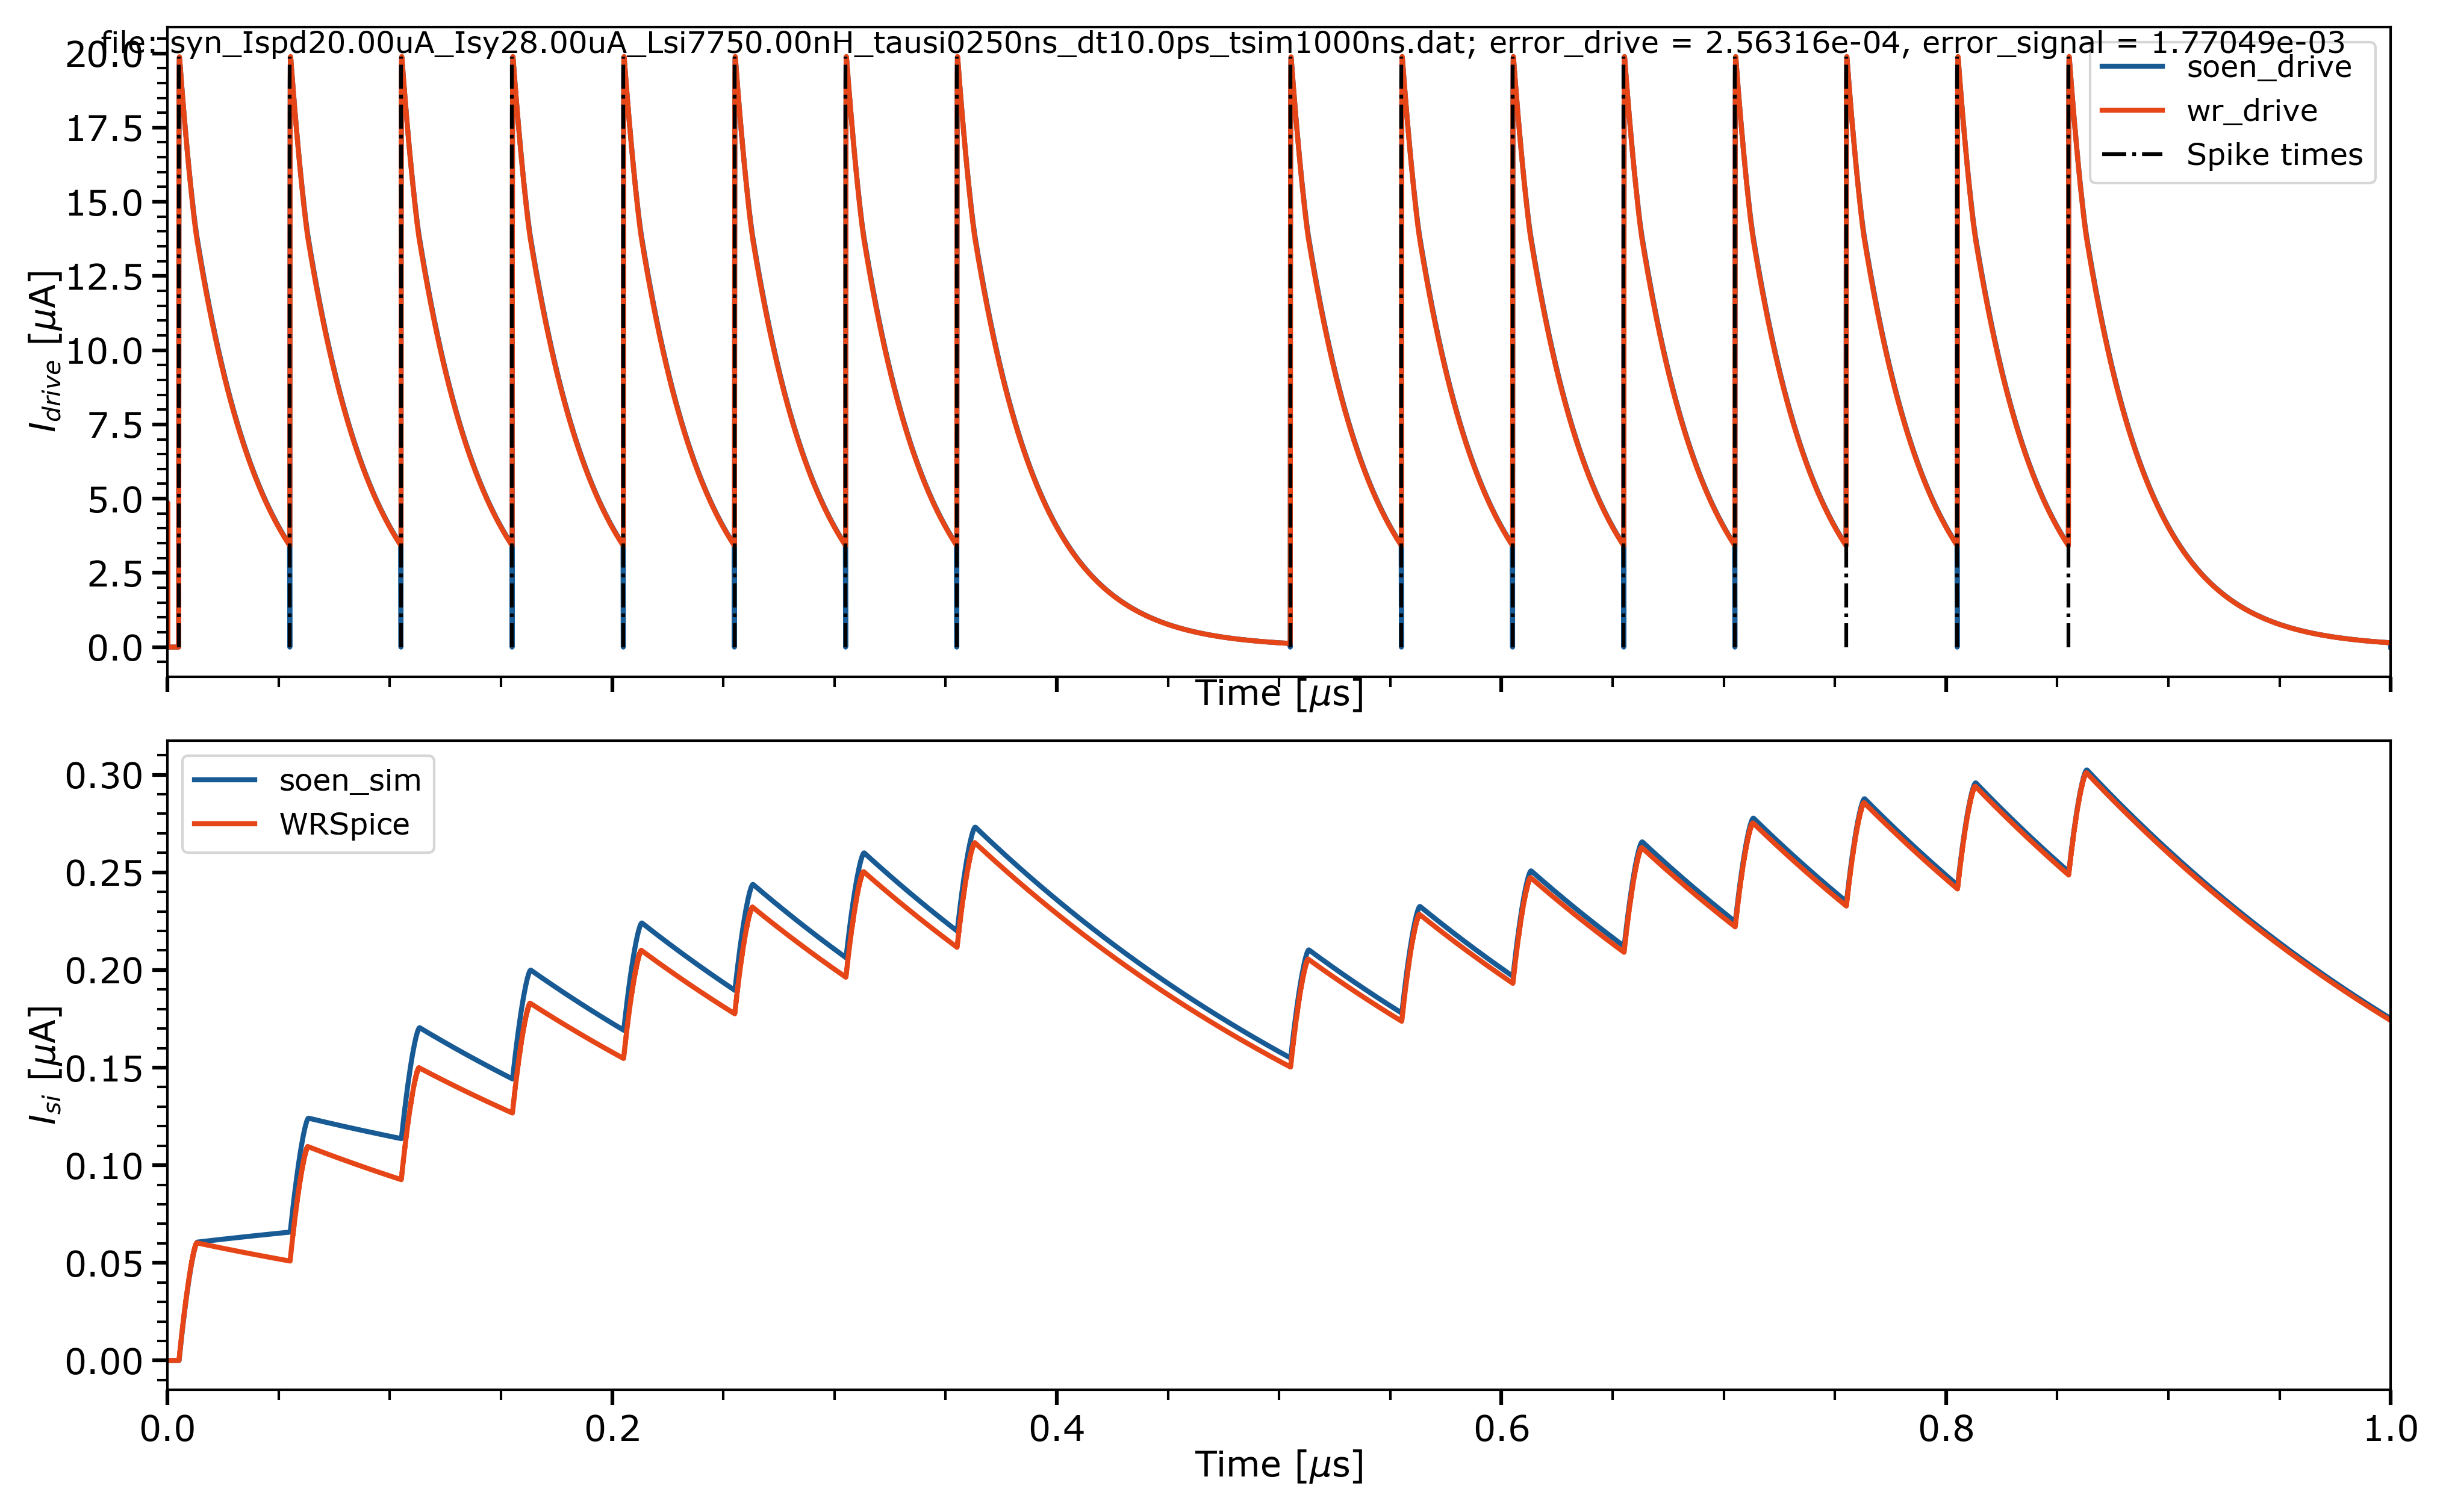 file: syn_Ispd20.00uA_Isy28.00uA_Lsi7750.00nH_tausi0250ns_dt10.0ps_tsim1000ns.dat; error_drive = 2.56316e-04, error_signal = 1.77049e-03
20.0
17.5
15.0
12.5
10.0
7.5
5.0
2.5
0.0
I_drive [μA]
soen_drive
wr_drive
Spike times
Time [μs]
0.30
0.25
0.20
0.15
0.10
0.05
0.00
I_si [μA]
soen_sim
WRSpice
0.0 0.2 0.4 0.6 0.8 1.0
Time [μs]